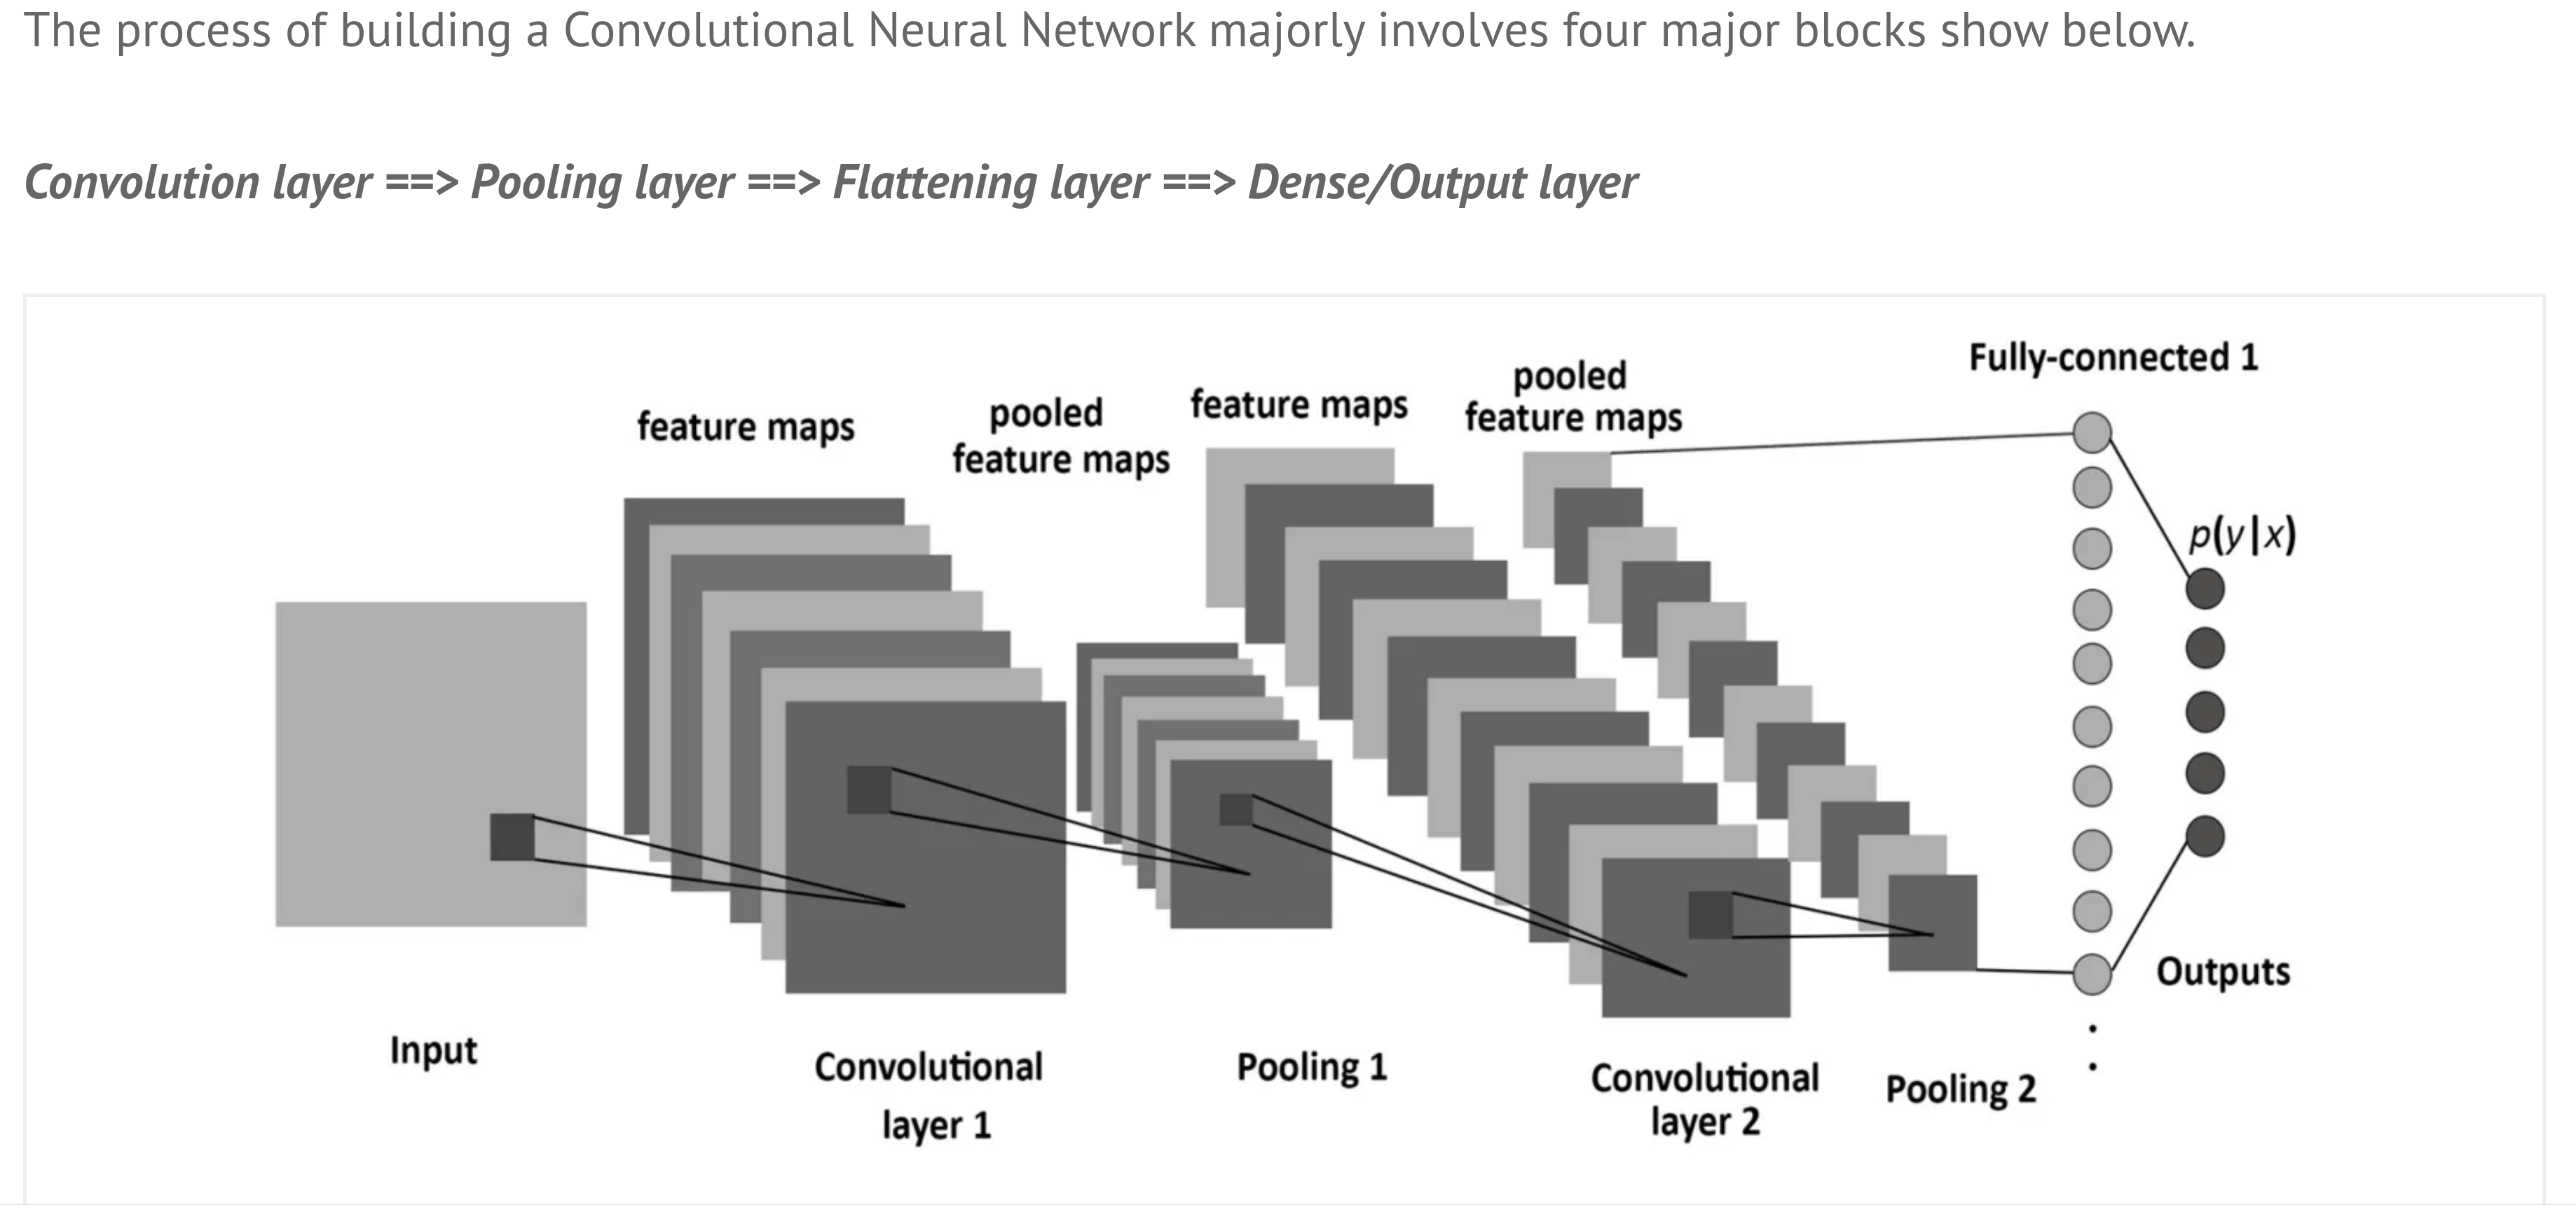 The process of building a Convolutional Neural Network majorly involves four major blocks show below.
Convolution layer ==> Pooling layer ==> Flattening layer ==> Dense/Output layer
feature maps
pooled
feature maps
feature maps
pooled
feature maps
Fully-connected 1
p(y|x)
Outputs
Input
Convolutional
layer 1
Pooling 1
Convolutional
layer 2
Pooling 2